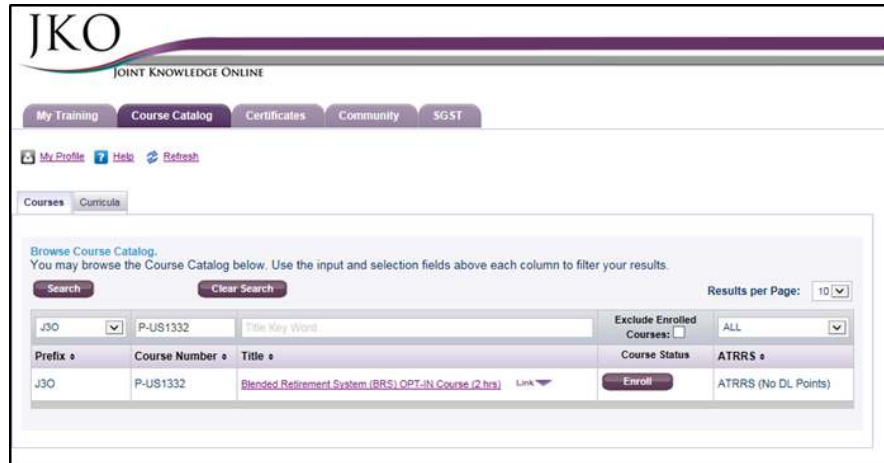 JKO
JOINT KNOWLEDGE ONLINE
My Training Course Catalog Certificates Community SGST
My Profile Help Refresh
Courses Curricula
Browse Course Catalog.
You may browse the Course Catalog below. Use the input and selection fields above each column to filter your results.
Search Clear Search Results per Page: 10
J3O P-US1332 Title Key Word Exclude Enrolled Courses: ALL
Prefix Course Number Title Course Status ATRRS
J3O P-US1332 Blended Retirement System (BRS) OPT-IN Course (2 hrs) Link Enroll ATRRS (No DL Points)